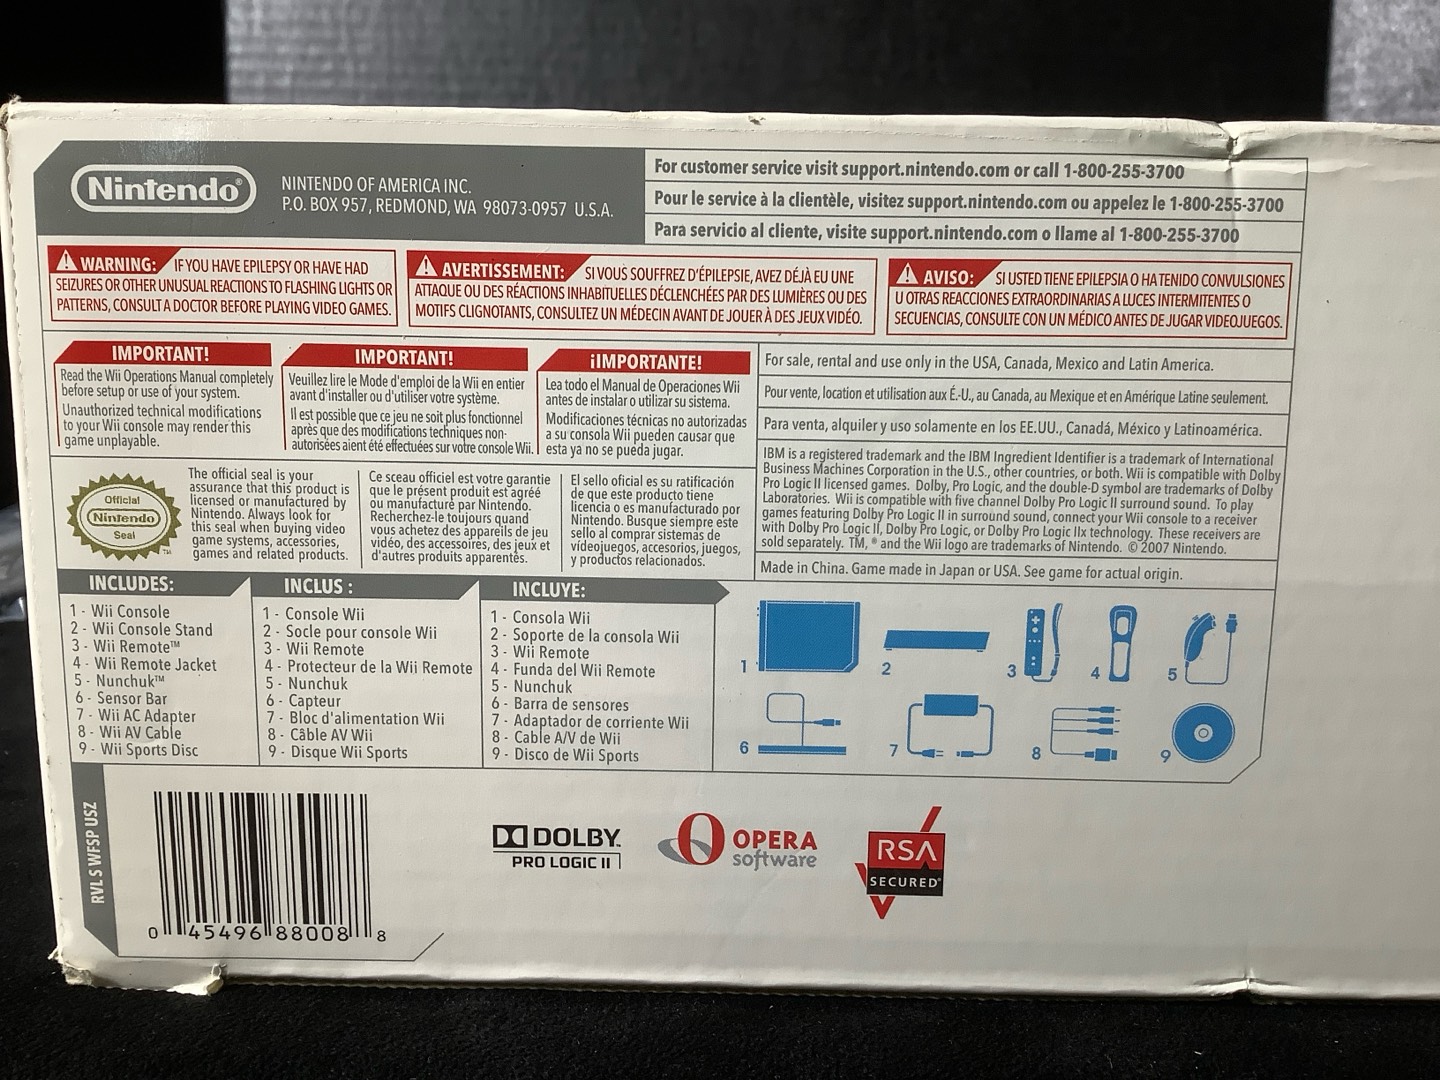 Nintendo®
NINTENDO OF AMERICA INC.
P.O. BOX 957, REDMOND, WA 98073-0957 U.S.A.
For customer service visit support.nintendo.com or call 1-800-255-3700
Pour le service à la clientèle, visitez support.nintendo.com ou appelez le 1-800-255-3700
Para servicio al cliente, visite support.nintendo.com o llame al 1-800-255-3700
WARNING: IF YOU HAVE EPILEPSY OR HAVE HAD
SEIZURES OR OTHER UNUSUAL REACTIONS TO FLASHING LIGHTS OR
PATTERNS, CONSULT A DOCTOR BEFORE PLAYING VIDEO GAMES.
AVERTISSEMENT: SI VOUS SOUFFREZ D'ÉPILEPSIE, AVEZ DÉJÀ EU UNE
ATTAQUE OU DES RÉACTIONS INHABITUELLES DÉCLENCHÉES PAR DES LUMIÈRES OU DES
MOTIFS CLIGNOTANTS, CONSULTEZ UN MÉDECIN AVANT DE JOUER À DES JEUX VIDÉO.
AVISO: SI USTED TIENE EPILEPSIA O HA TENIDO CONVULSIONES
U OTRAS REACCIONES EXTRAORDINARIAS A LUCES INTERMITENTES O
SECUENCIAS, CONSULTE CON UN MÉDICO ANTES DE JUGAR VIDEOJUEGOS.
IMPORTANT!
Read the Wii Operations Manual completely
before setup or use of your system.
Unauthorized technical modifications
to your Wii console may render this
game unplayable.
IMPORTANT!
Veuillez lire le Mode d'emploi de la Wii en entier
avant d'installer ou d'utiliser votre système.
Il est possible que ce jeu ne soit plus fonctionnel
après que des modifications techniques non-
autorisées aient été effectuées sur votre console Wii.
¡IMPORTANTE!
Lea todo el Manual de Operaciones Wii
antes de instalar o utilizar su sistema.
Modificaciones técnicas no autorizadas
a su consola Wii pueden causar que
esta ya no se pueda jugar.
For sale, rental and use only in the USA, Canada, Mexico and Latin America.
Pour vente, location et utilisation aux É.-U., au Canada, au Mexique et en Amérique Latine seulement.
Para venta, alquiler y uso solamente en los EE.UU., Canadá, México y Latinoamérica.
IBM is a registered trademark and the IBM Ingredient Identifier is a trademark of International
Business Machines Corporation in the U.S., other countries, or both. Wii is compatible with Dolby
Pro Logic II licensed games. Dolby, Pro Logic, and the double-D symbol are trademarks of Dolby
Laboratories. Wii is compatible with five channel Dolby Pro Logic II surround sound. To play
games featuring Dolby Pro Logic II in surround sound, connect your Wii console to a receiver
with Dolby Pro Logic II, Dolby Pro Logic, or Dolby Pro Logic IIx technology. These receivers are
sold separately. TM, ® and the Wii logo are trademarks of Nintendo. © 2007 Nintendo.
Made in China. Game made in Japan or USA. See game for actual origin.
Official
Nintendo
Seal
TM
The official seal is your
assurance that this product is
licensed or manufactured by
Nintendo. Always look for
this seal when buying video
game systems, accessories,
games and related products.
Ce sceau officiel est votre garantie
que le présent produit est agréé
ou manufacturé par Nintendo.
Recherchez-le toujours quand
vous achetez des appareils de jeu
vidéo, des accessoires, des jeux et
d'autres produits apparentés.
El sello oficial es su ratificación
de que este producto tiene
licencia o es manufacturado por
Nintendo. Busque siempre este
sello al comprar sistemas de
vídeojuegos, accesorios, juegos,
y productos relacionados.
INCLUDES:
1 - Wii Console
2 - Wii Console Stand
3 - Wii Remote™
4 - Wii Remote Jacket
5 - Nunchuk™
6 - Sensor Bar
7 - Wii AC Adapter
8 - Wii AV Cable
9 - Wii Sports Disc
INCLUS :
1 - Console Wii
2 - Socle pour console Wii
3 - Wii Remote
4 - Protecteur de la Wii Remote
5 - Nunchuk
6 - Capteur
7 - Bloc d'alimentation Wii
8 - Câble AV Wii
9 - Disque Wii Sports
INCLUYE:
1 - Consola Wii
2 - Soporte de la consola Wii
3 - Wii Remote
4 - Funda del Wii Remote
5 - Nunchuk
6 - Barra de sensores
7 - Adaptador de corriente Wii
8 - Cable A/V de Wii
9 - Disco de Wii Sports
1 2 3 4 5
6 7 8 9
RVL S WFSP USZ
0 45496 88008 8
DOLBY
PRO LOGIC II
OPERA
software
RSA
SECURED